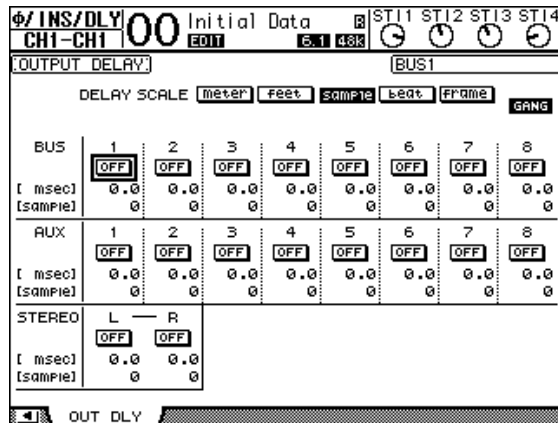 Φ/INS/DLY 00 Initial Data R STI1 STI2 STI3 STI4
CH1-CH1 EDIT 6.1 48k
OUTPUT DELAY BUS1
DELAY SCALE meter feet sample beat frame
GANG
BUS 1 2 3 4 5 6 7 8
OFF OFF OFF OFF OFF OFF OFF OFF
[ msec] 0.0 0.0 0.0 0.0 0.0 0.0 0.0 0.0
[sample] 0 0 0 0 0 0 0 0
AUX 1 2 3 4 5 6 7 8
OFF OFF OFF OFF OFF OFF OFF OFF
[ msec] 0.0 0.0 0.0 0.0 0.0 0.0 0.0 0.0
[sample] 0 0 0 0 0 0 0 0
STEREO L — R
OFF OFF
[ msec] 0.0 0.0
[sample] 0 0
OUT DLY